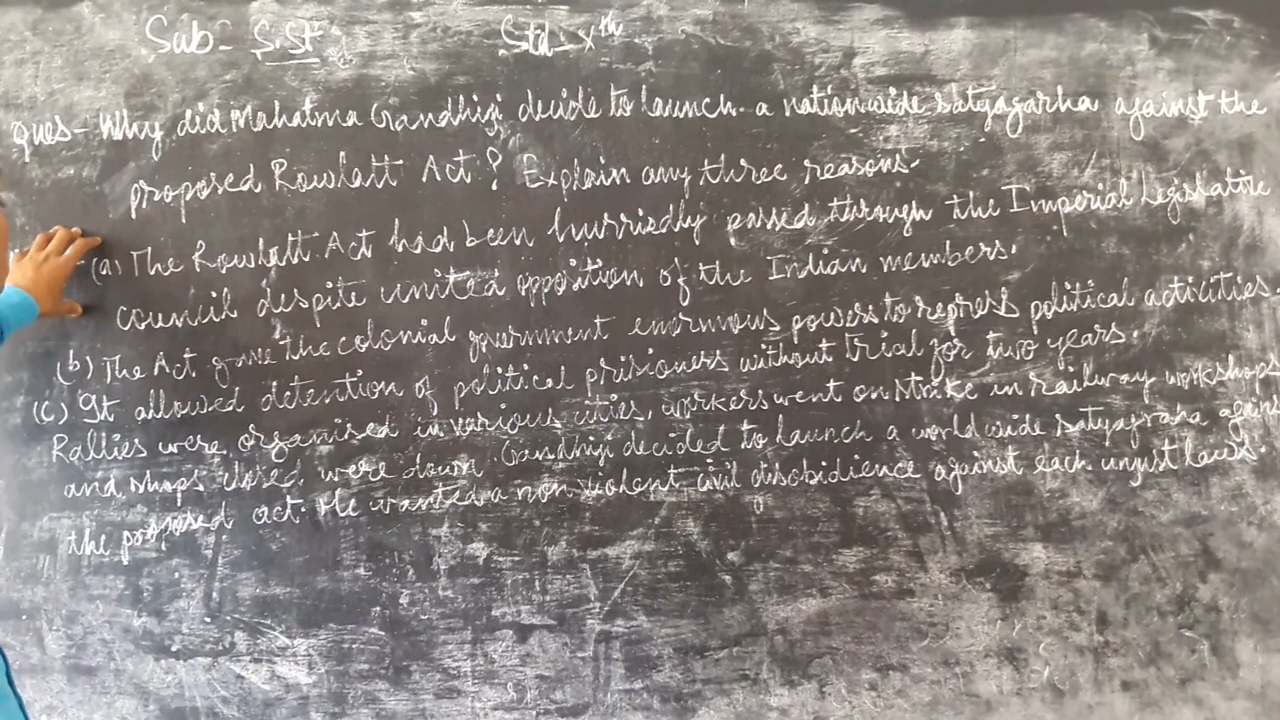 Sub- S.St Std- xth
ques- Why did Mahatma Gandhiji decide to launch. a nationwide satyagarha against the
proposed Rowlatt Act? Explain any three reasons.
(a) The Rowlatt Act had been hurriedly passed through the Imperial Legislative
council despite united opposition of the Indian members.
(b) The Act gave the colonial government enormous powers to repress political acticities.
(c) It allowed detention of political prisioners without trial for two years.
Rallies were organised in various cities, workers went on strike in railway workshops
and shops closed were down. Gandhiji decided to launch a worldwide satyagraha against
the proposed act. He wanted a non violent civil disobidience against each unjust laws.